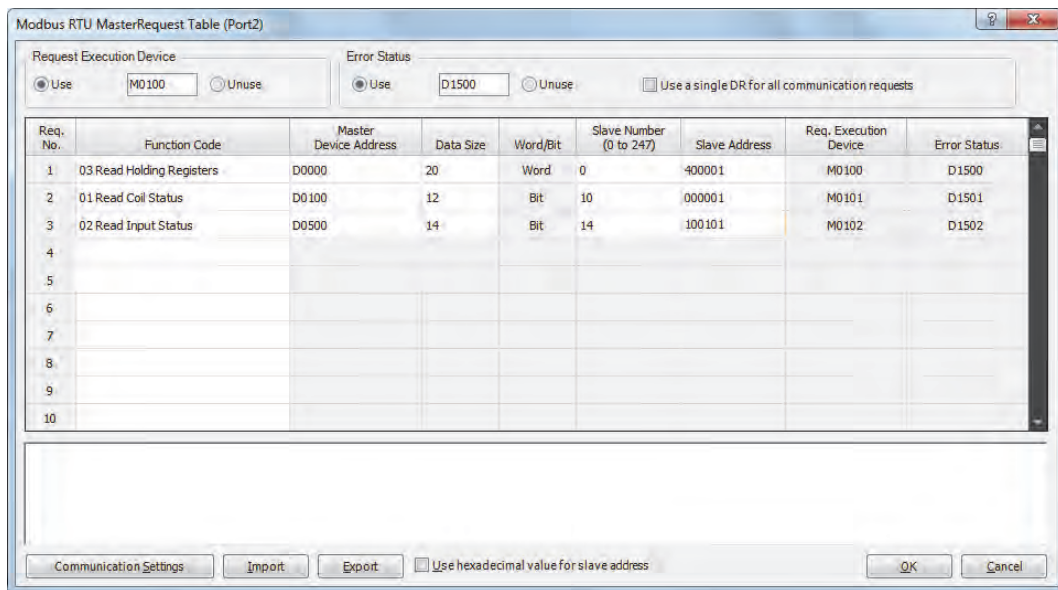 Modbus RTU MasterRequest Table (Port2)
Request Execution Device
Error Status
Use M0100 Unuse
Use D1500 Unuse
Use a single DR for all communication requests
Req. No. Function Code Master Device Address Data Size Word/Bit Slave Number (0 to 247) Slave Address Req. Execution Device Error Status
1 03 Read Holding Registers D0000 20 Word 0 400001 M0100 D1500
2 01 Read Coil Status D0100 12 Bit 10 000001 M0101 D1501
3 02 Read Input Status D0500 14 Bit 14 100101 M0102 D1502
4
5
6
7
8
9
10
Communication Settings Import Export Use hexadecimal value for slave address OK Cancel